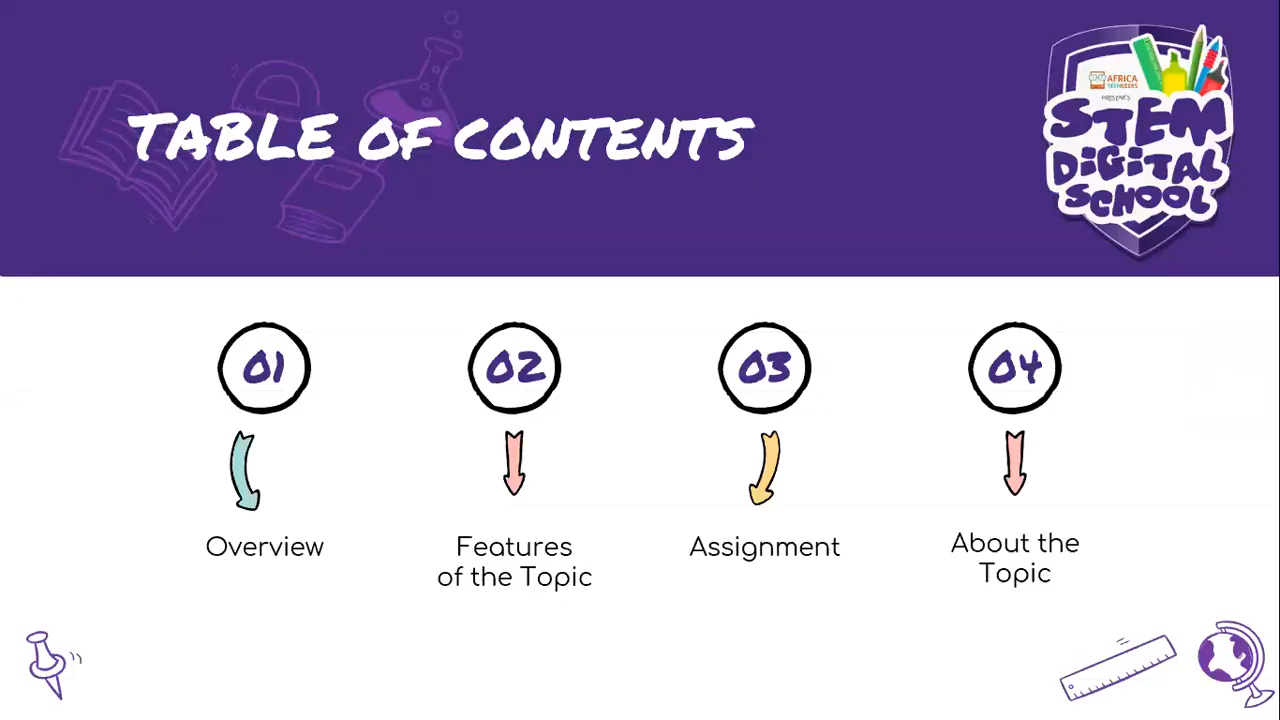 TABLE OF CONTENTS
AFRICA
TEENGEEKS
PRESENTS
STEM
DIGITAL
SCHOOL
01
02
03
04
Overview
Features
of the Topic
Assignment
About the
Topic